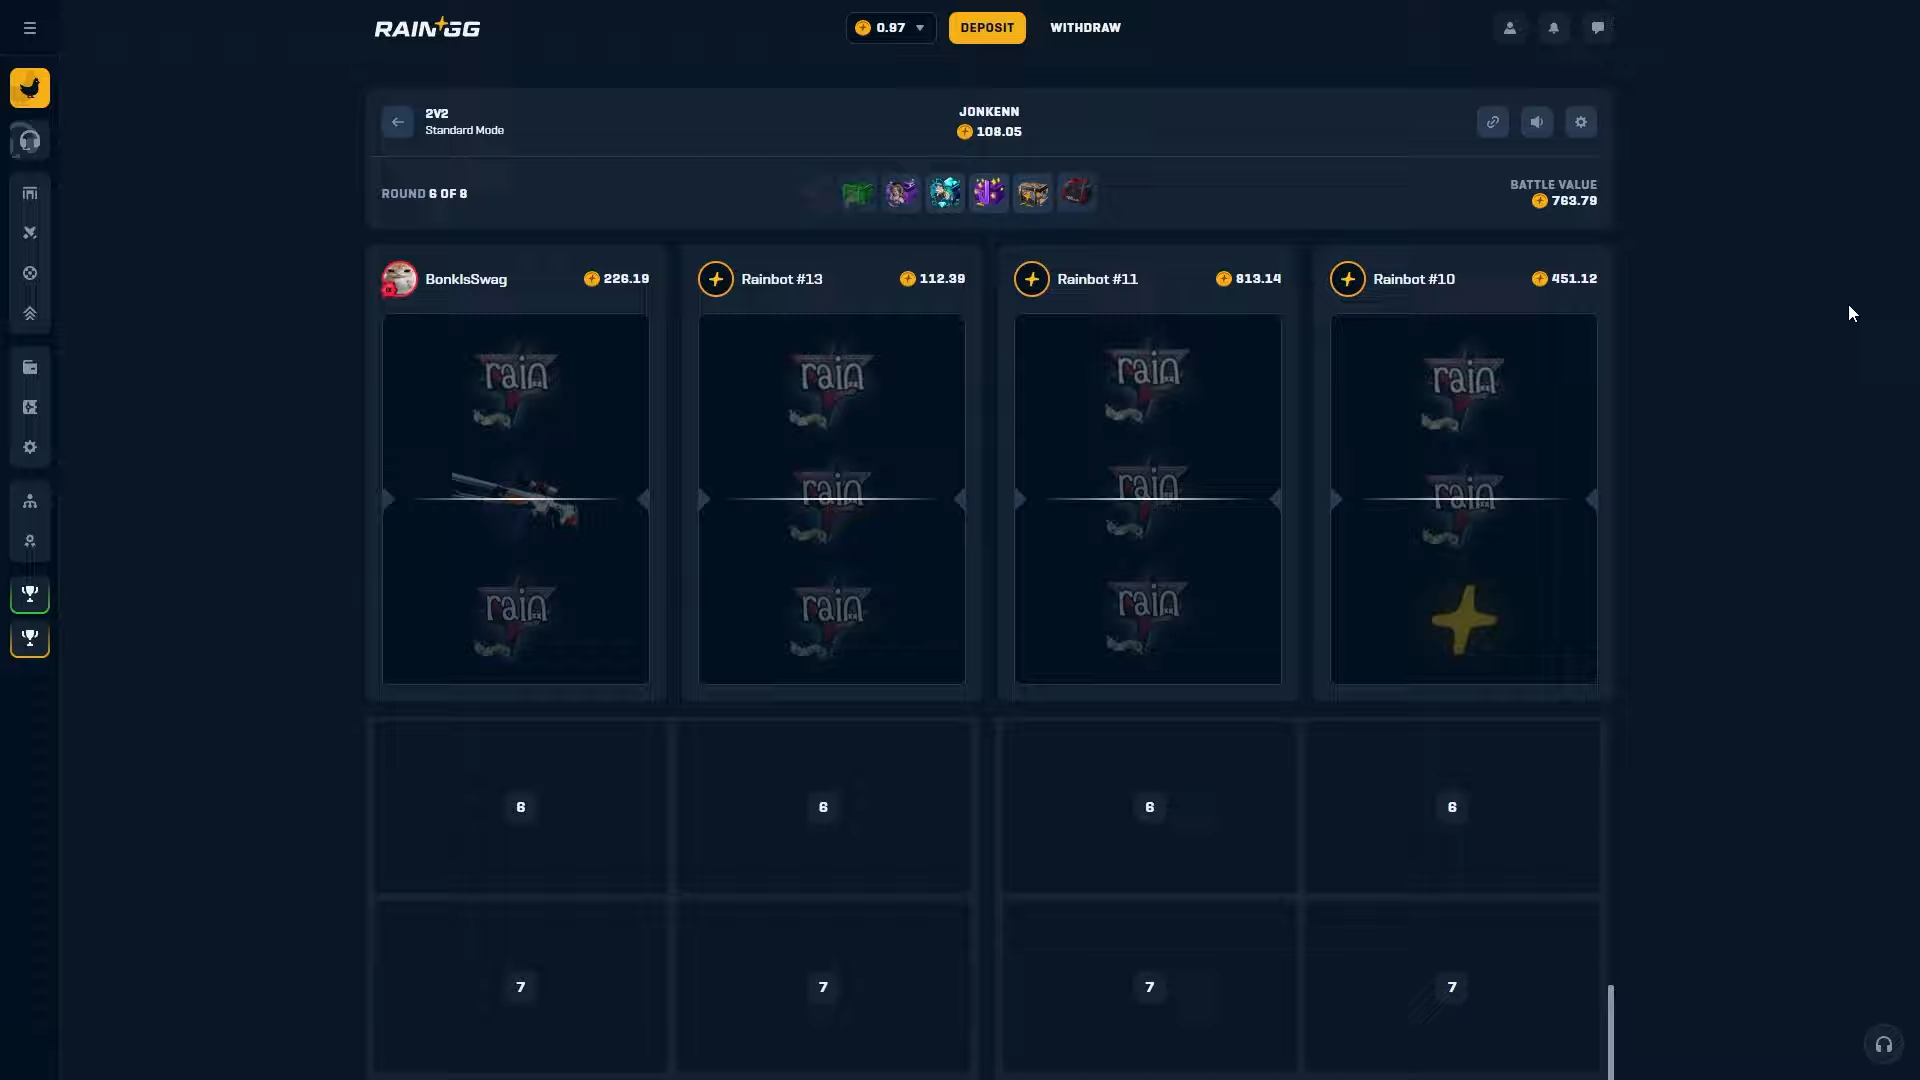 RAIN GG
0.97
DEPOSIT
WITHDRAW
2V2
Standard Mode
JONKENN
108.05
ROUND 6 OF 8
BATTLE VALUE
763.79
BonkIsSwag
226.19
Rainbot #13
112.39
Rainbot #11
813.14
Rainbot #10
451.12
rain
rain
rain
rain
rain
rain
rain
rain
rain
rain
6
6
6
6
7
7
7
7